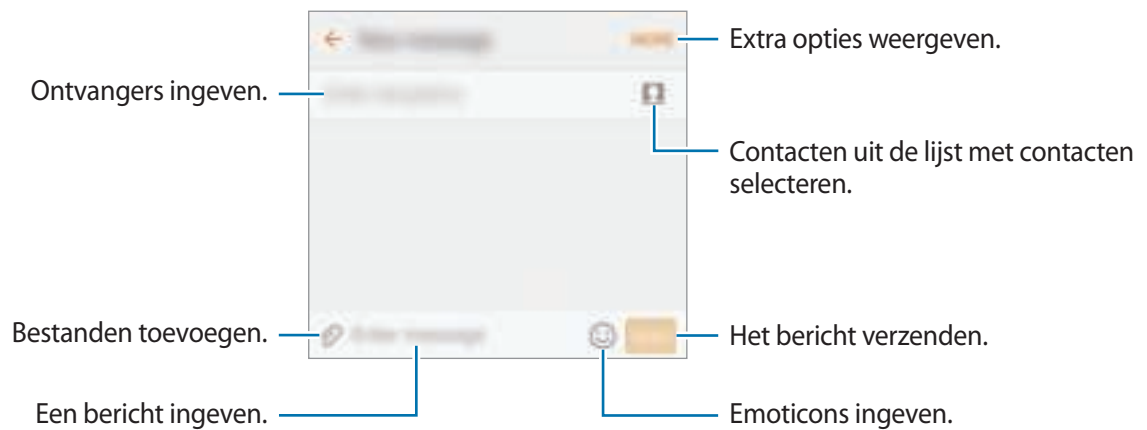 Extra opties weergeven.
Ontvangers ingeven.
Contacten uit de lijst met contacten
selecteren.
Bestanden toevoegen.
Het bericht verzenden.
Een bericht ingeven.
Emoticons ingeven.